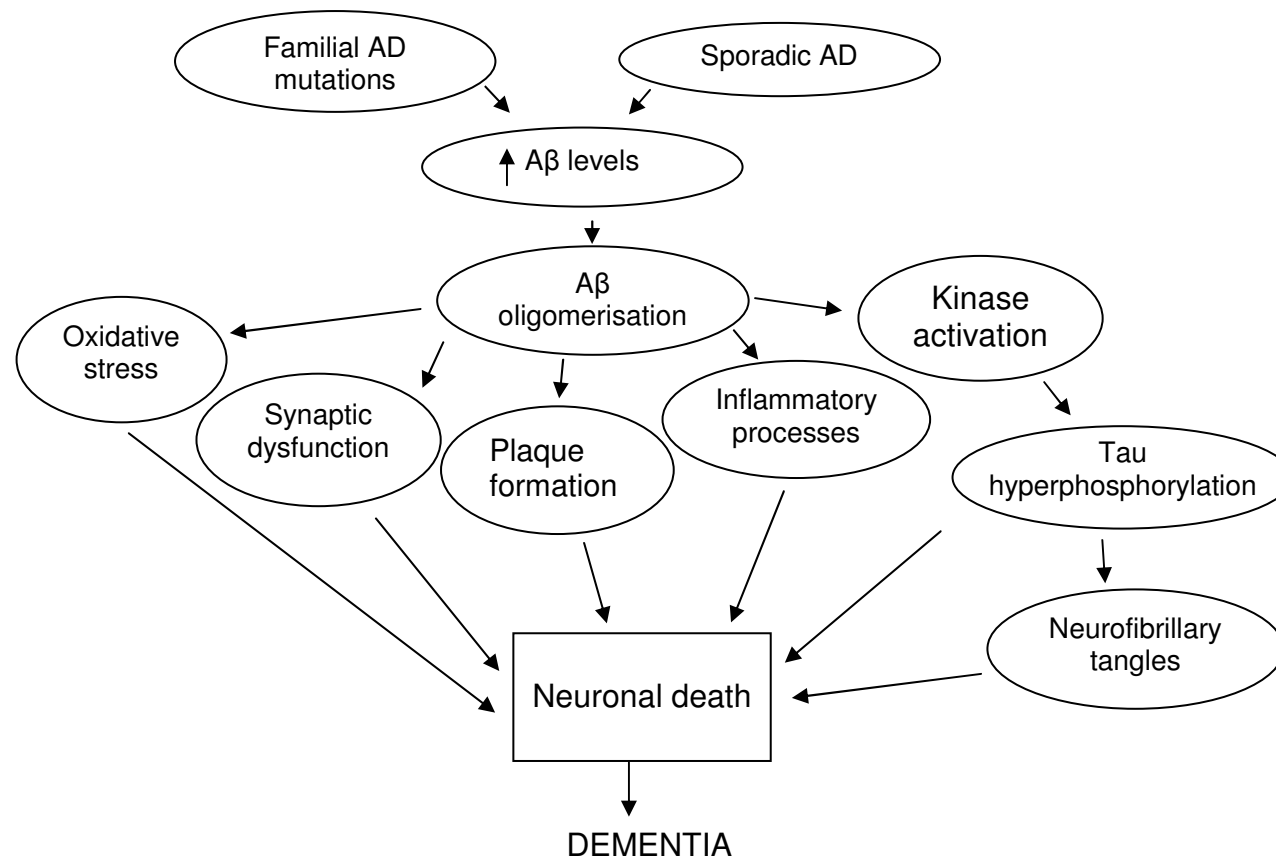 Familial AD
mutations
Sporadic AD
Aβ levels
Aβ
oligomerisation
Kinase
activation
Oxidative
stress
Synaptic
dysfunction
Plaque
formation
Inflammatory
processes
Tau
hyperphosphorylation
Neurofibrillary
tangles
Neuronal death
DEMENTIA